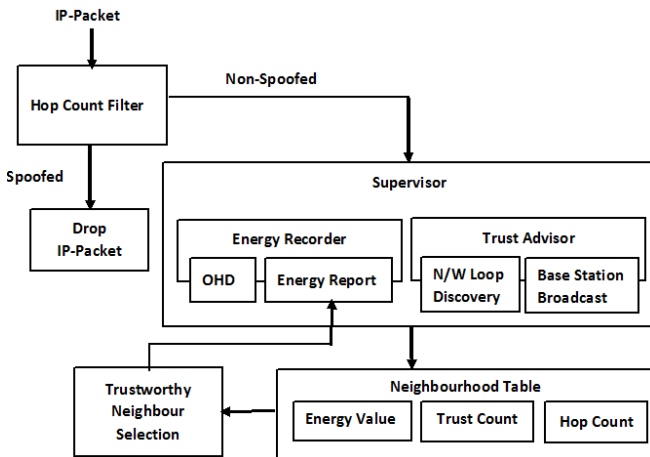 IP-Packet
Hop Count Filter
Non-Spoofed
Spoofed
Drop
IP-Packet
Supervisor
Energy Recorder
OHD
Energy Report
Trust Advisor
N/W Loop
Discovery
Base Station
Broadcast
Trustworthy
Neighbour
Selection
Neighbourhood Table
Energy Value
Trust Count
Hop Count